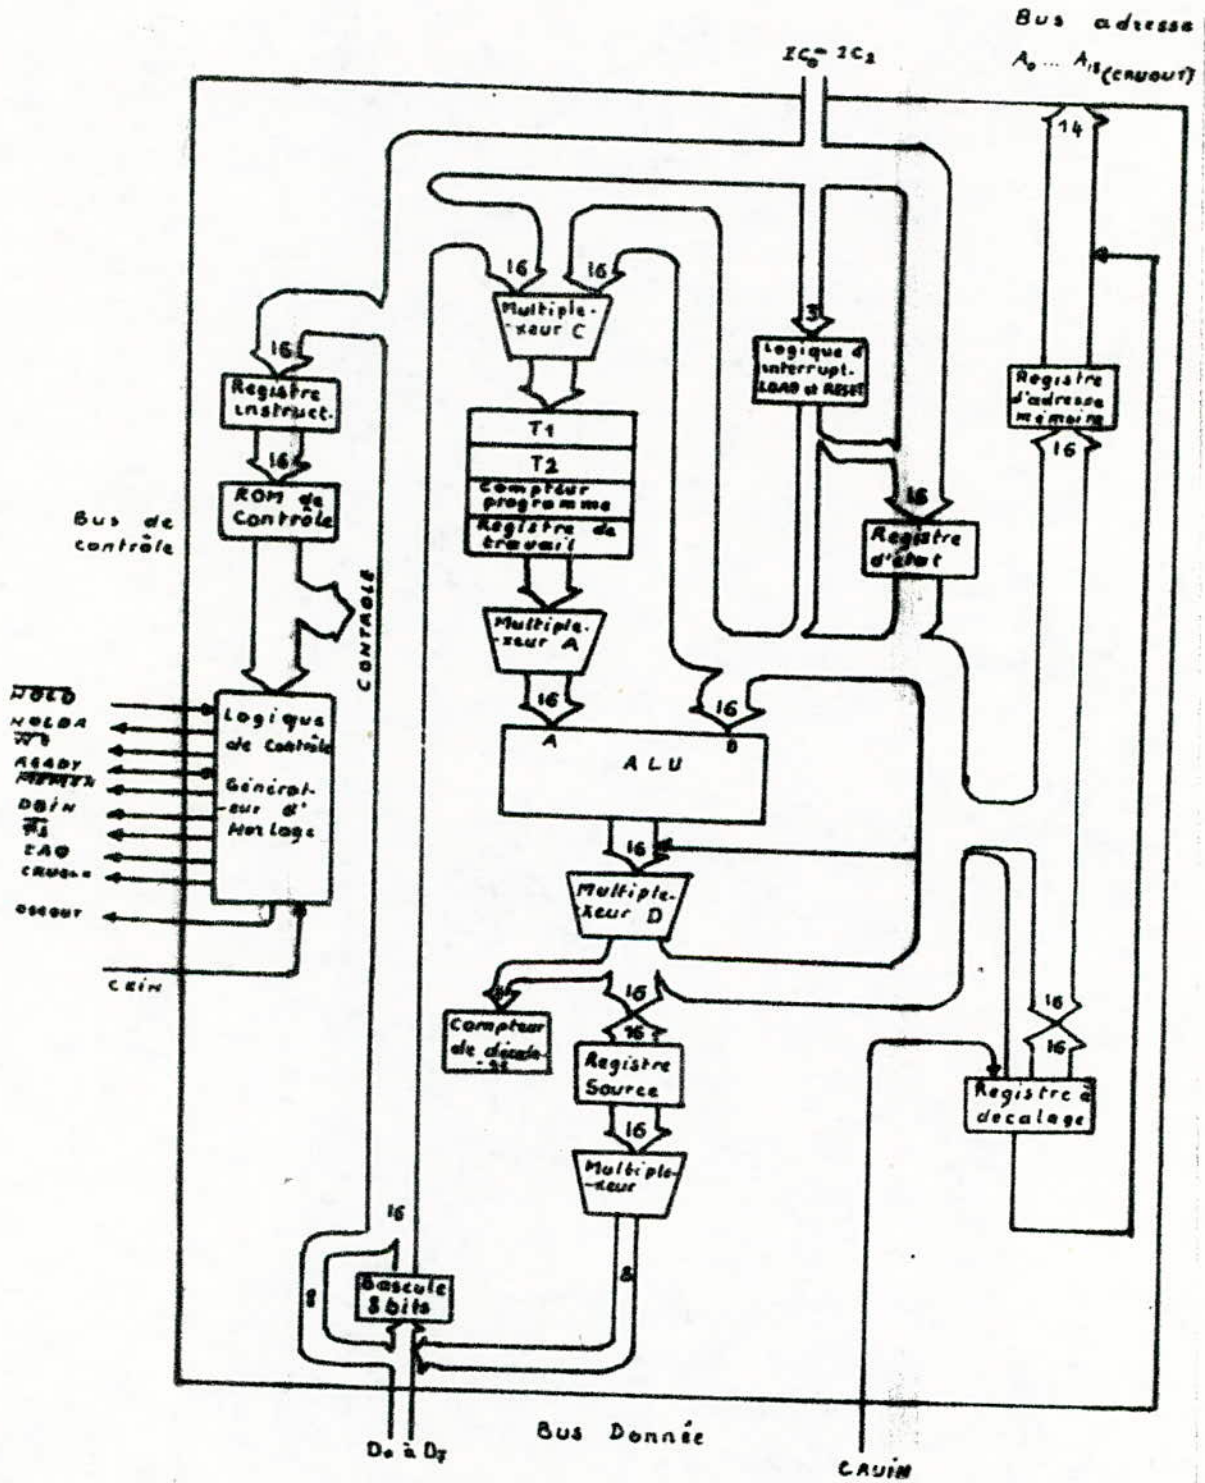 Bus adresse
A0 ... A13 (CRUOUT)
IC0 - IC2
14
16
16
Multiple-
-xeur C
3
Logique d'
interrupt.
LOAD et RESET
16
Registre
instruct.
Registre
d'adresse
mémoire
16
T1
T2
Compteur
programme
Registre de
travail
16
ROM de
Contrôle
Bus de
contrôle
16
Registre
d'état
CONTROLE
Multiple-
-xeur A
16
16
A
B
ALU
HOLD
HOLDA
WE
READY
MEMEN
DBIN
IAQ
CRUCLK
OSCOUT
CKIN
Logique
de contrôle
Générat-
-eur d'
Horloge
16
Multiple-
-xeur D
16
16
Compteur
de décala-
-ge
Registre
Source
16
16
Registre à
décalage
16
Multiple-
-xeur
16
8
8
Bascule
8 bits
Bus Donnée
D0 à D7
CRUIN